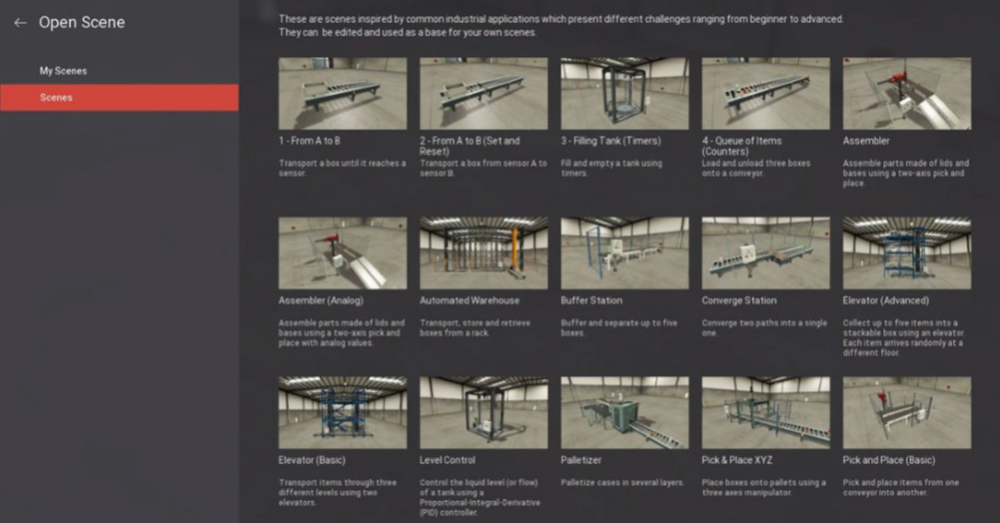 ← Open Scene
My Scenes
Scenes
These are scenes inspired by common industrial applications which present different challenges ranging from beginner to advanced.
They can be edited and used as a base for your own scenes.
1 - From A to B
Transport a box until it reaches a
sensor.
2 - From A to B (Set and
Reset)
Transport a box from sensor A to
sensor B.
3 - Filling Tank (Timers)
Fill and empty a tank using
timers.
4 - Queue of Items
(Counters)
Load and unload three boxes
onto a conveyor.
Assembler
Assemble parts made of lids and
bases using a two-axis pick and
place.
Assembler (Analog)
Assemble parts made of lids and
bases using a two-axis pick and
place with analog values.
Automated Warehouse
Transport, store and retrieve
boxes from a rack.
Buffer Station
Buffer and separate up to five
boxes.
Converge Station
Converge two paths into a single
one.
Elevator (Advanced)
Collect up to five items into a
stackable box using an elevator.
Each item arrives randomly at a
different floor.
Elevator (Basic)
Transport items through three
different levels using two
elevators.
Level Control
Control the liquid level (or flow)
of a tank using a
Proportional-Integral-Derivative
(PID) controller.
Palletizer
Palletize cases in several layers.
Pick & Place XYZ
Place boxes onto pallets using a
three axes manipulator.
Pick and Place (Basic)
Pick and place items from one
conveyor into another.